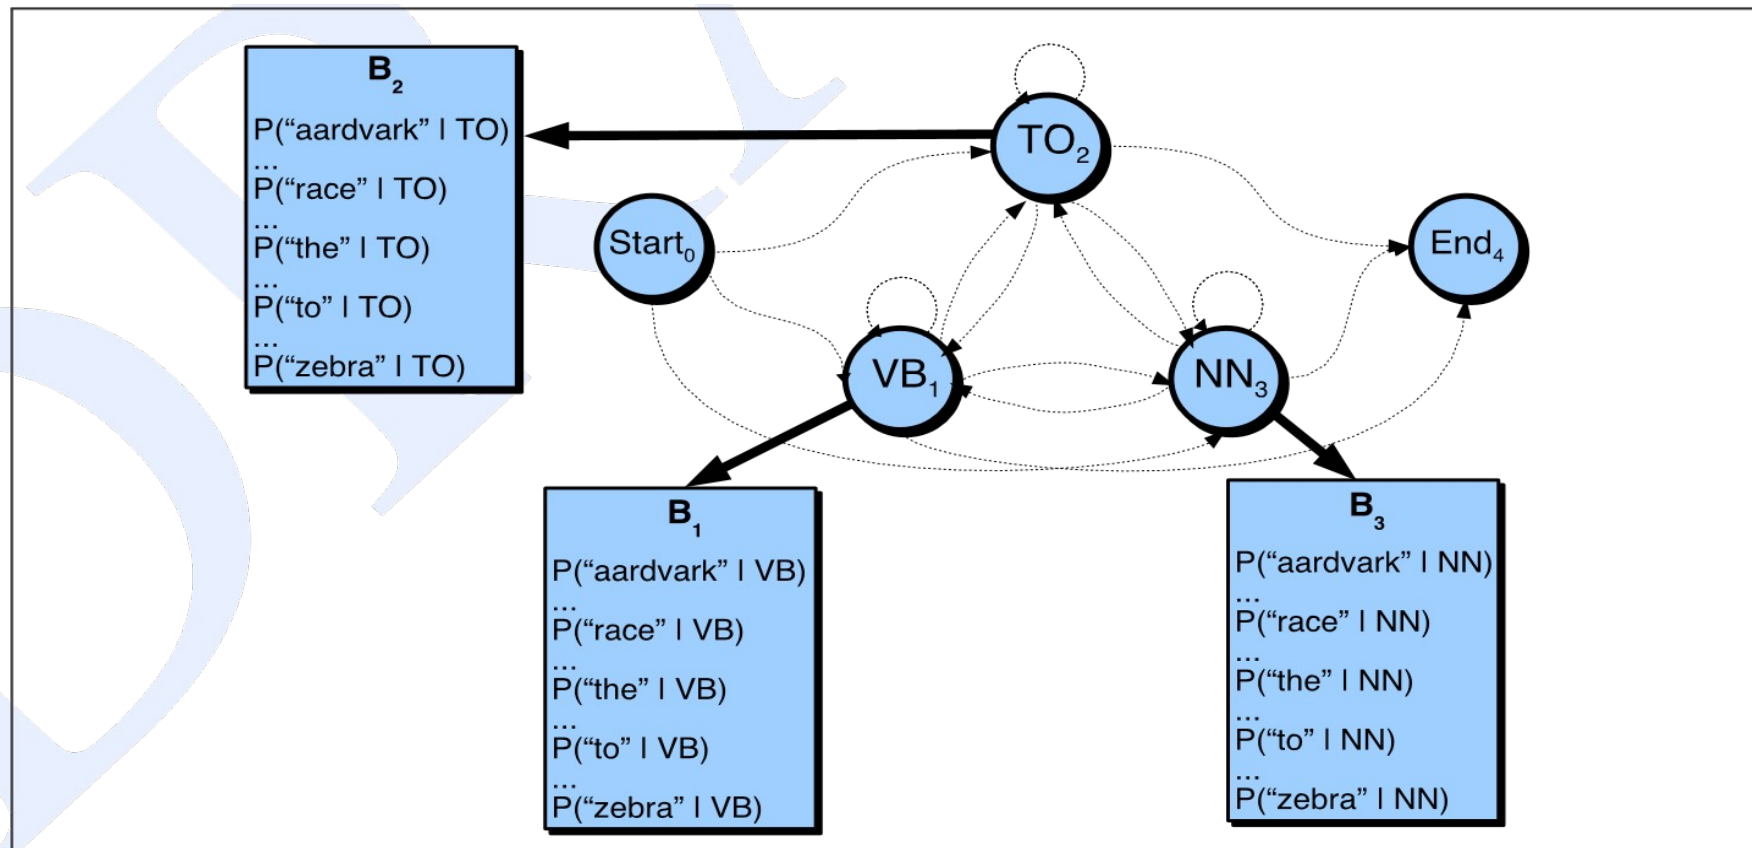 B2
P(“aardvark” | TO)
...
P(“race” | TO)
...
P(“the” | TO)
...
P(“to” | TO)
...
P(“zebra” | TO)
TO2
Start0
End4
VB1
NN3
B1
P(“aardvark” | VB)
...
P(“race” | VB)
...
P(“the” | VB)
...
P(“to” | VB)
...
P(“zebra” | VB)
B3
P(“aardvark” | NN)
...
P(“race” | NN)
...
P(“the” | NN)
...
P(“to” | NN)
...
P(“zebra” | NN)